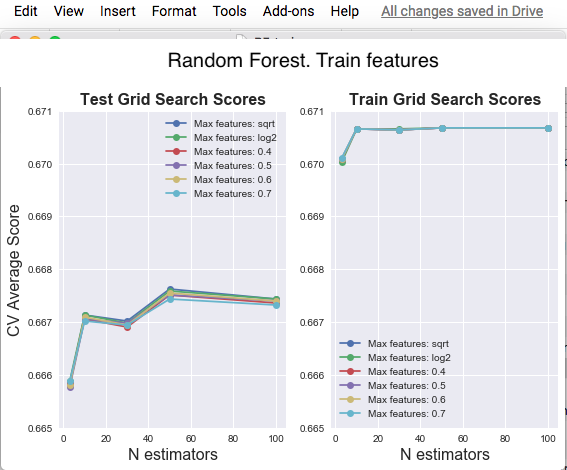 Edit View Insert Format Tools Add-ons Help All changes saved in Drive
Random Forest. Train features
Test Grid Search Scores
0.671
0.670
0.669
0.668
0.667
0.666
0.665
CV Average Score
Max features: sqrt
Max features: log2
Max features: 0.4
Max features: 0.5
Max features: 0.6
Max features: 0.7
0 20 40 60 80 100
N estimators
Train Grid Search Scores
0.671
0.670
0.669
0.668
0.667
0.666
0.665
Max features: sqrt
Max features: log2
Max features: 0.4
Max features: 0.5
Max features: 0.6
Max features: 0.7
0 20 40 60 80 100
N estimators